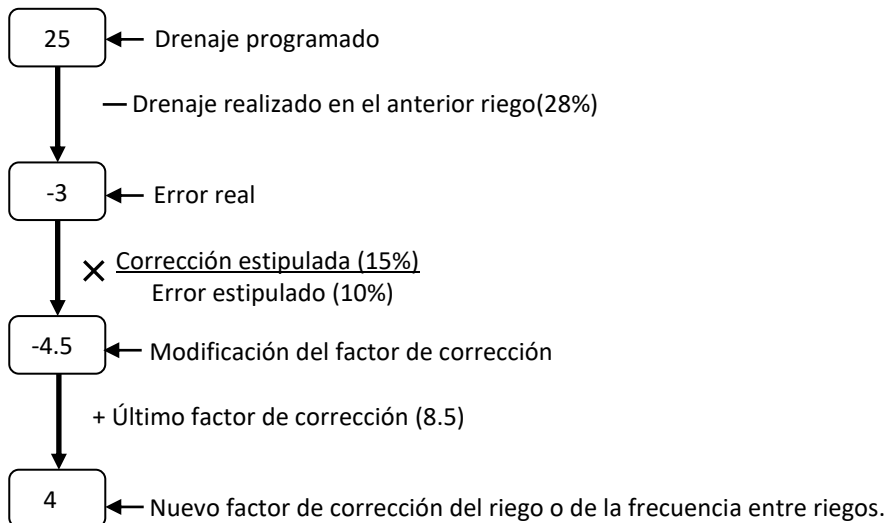 25 Drenaje programado
— Drenaje realizado en el anterior riego(28%)
-3 Error real
× Corrección estipulada (15%)
Error estipulado (10%)
-4.5 Modificación del factor de corrección
+ Último factor de corrección (8.5)
4 Nuevo factor de corrección del riego o de la frecuencia entre riegos.